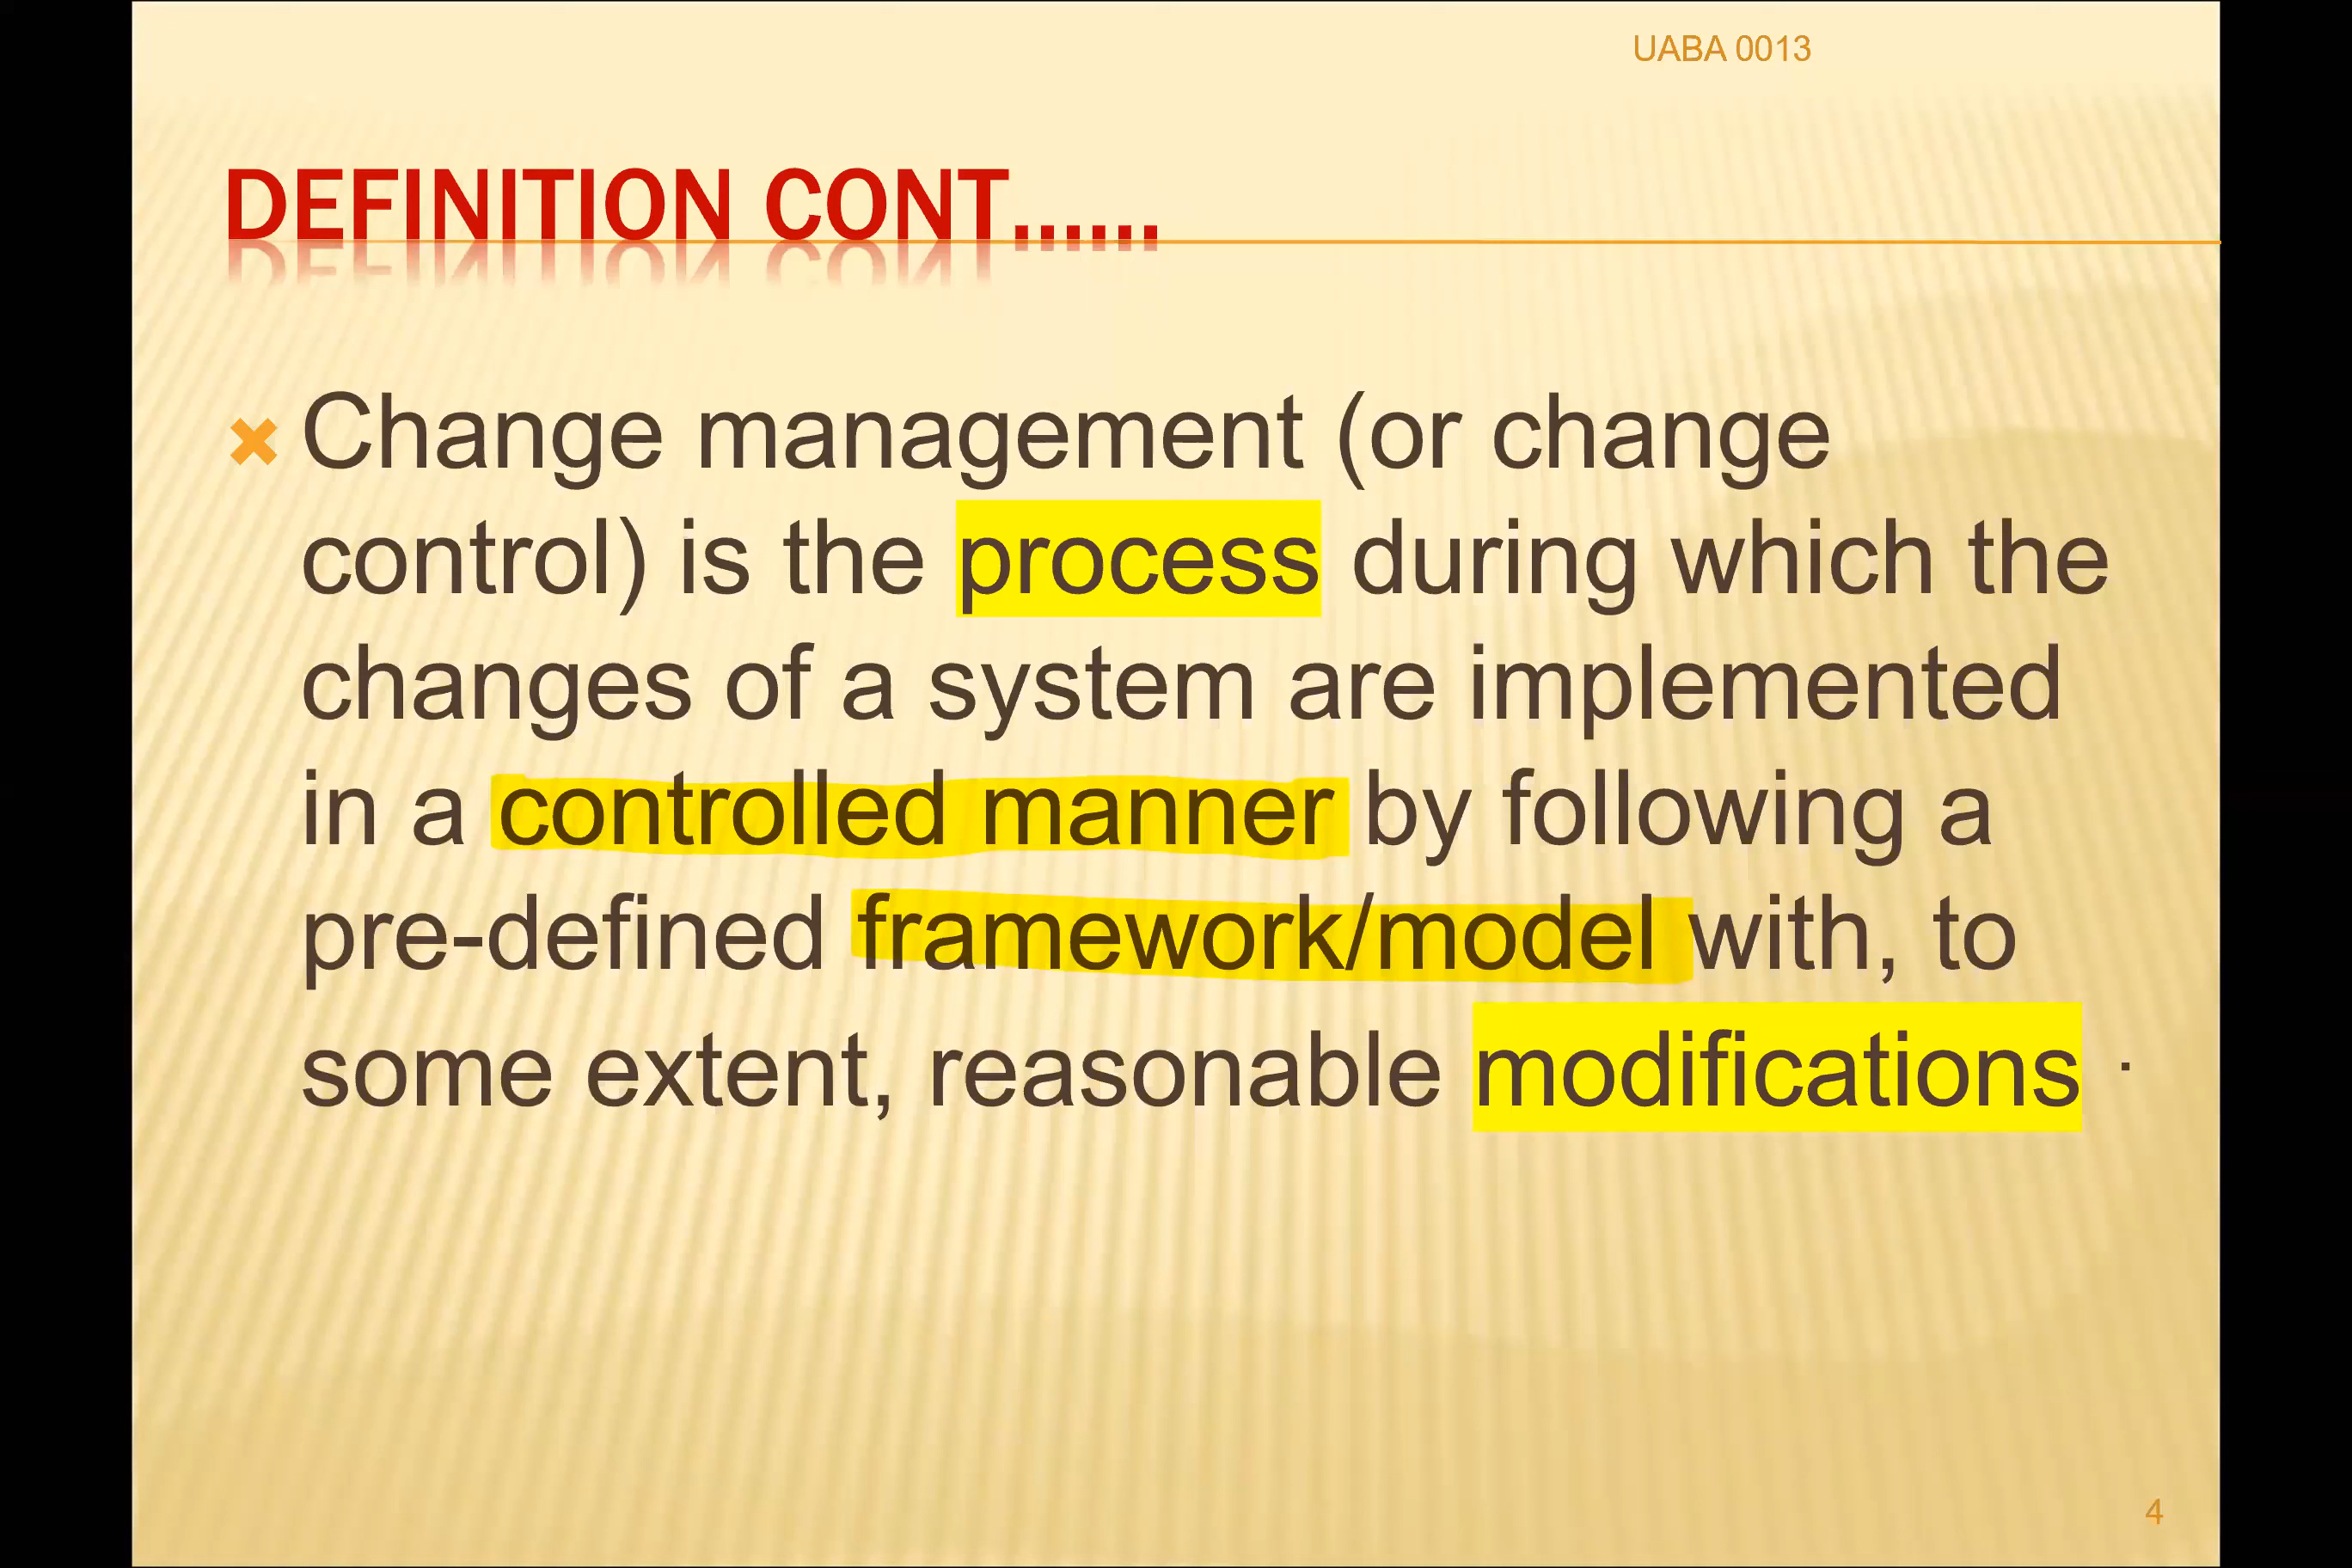 UABA 0013
DEFINITION CONT......
Change management (or change
control) is the process during which the
changes of a system are implemented
in a controlled manner by following a
pre-defined framework/model with, to
some extent, reasonable modifications .
4